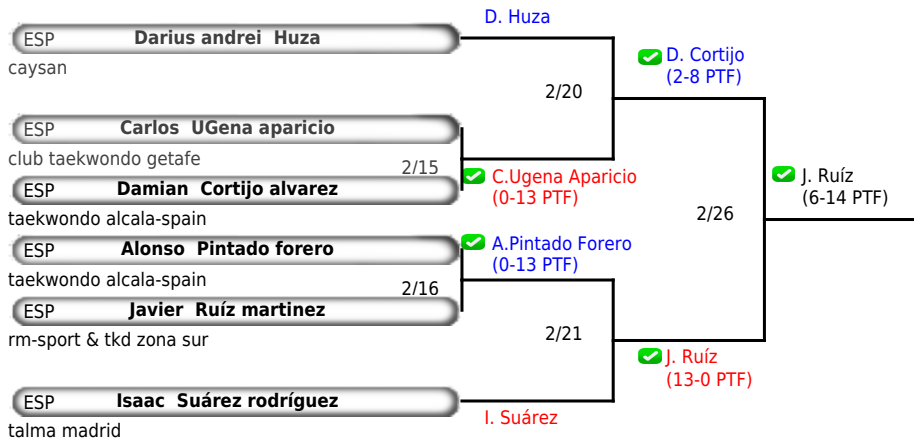 D. Huza
ESP Darius andrei Huza
caysan
D. Cortijo
(2-8 PTF)
2/20
ESP Carlos UGena aparicio
club taekwondo getafe
2/15
C.Ugena Aparicio
(0-13 PTF)
ESP Damian Cortijo alvarez
taekwondo alcala-spain
J. Ruíz
(6-14 PTF)
2/26
ESP Alonso Pintado forero
taekwondo alcala-spain
A.Pintado Forero
(0-13 PTF)
2/16
ESP Javier Ruíz martinez
rm-sport & tkd zona sur
2/21
J. Ruíz
(13-0 PTF)
ESP Isaac Suárez rodríguez
talma madrid
I. Suárez